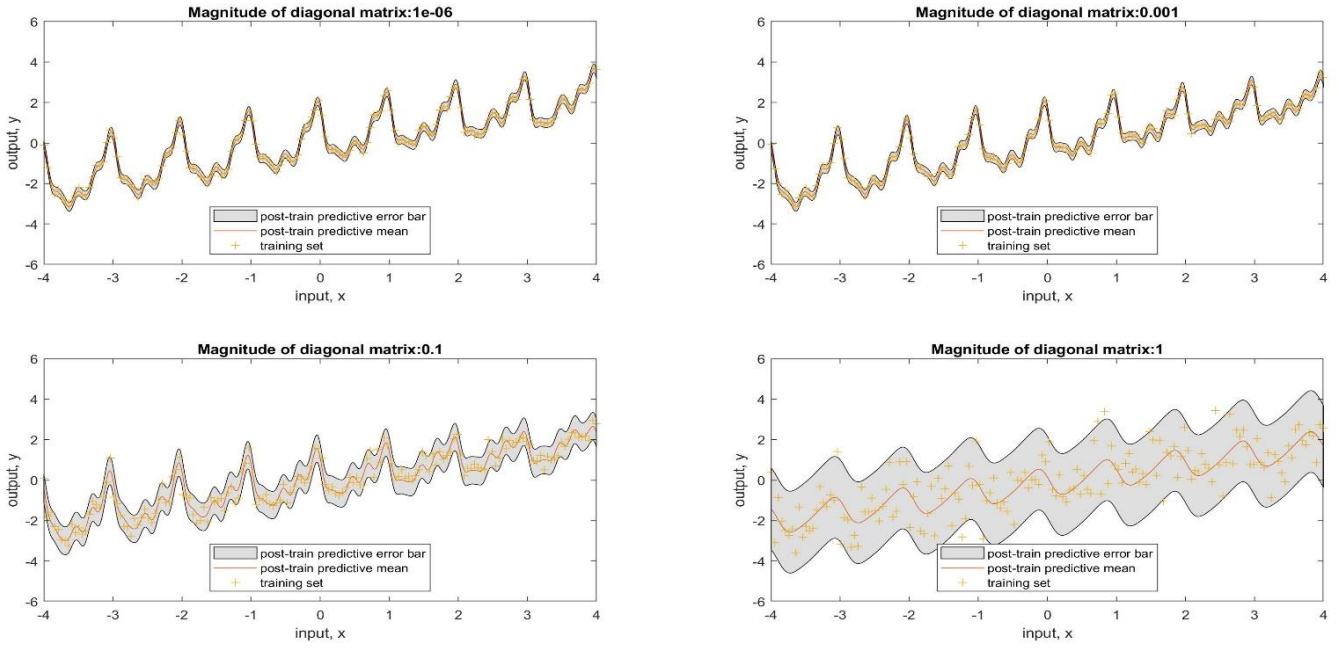 Magnitude of diagonal matrix:1e-06
6
4
2
0
-2
-4
-6
output, y
post-train predictive error bar
post-train predictive mean
training set
-4 -3 -2 -1 0 1 2 3 4
input, x
Magnitude of diagonal matrix:0.001
6
4
2
0
-2
-4
-6
output, y
post-train predictive error bar
post-train predictive mean
training set
-4 -3 -2 -1 0 1 2 3 4
input, x
Magnitude of diagonal matrix:0.1
6
4
2
0
-2
-4
-6
output, y
post-train predictive error bar
post-train predictive mean
training set
-4 -3 -2 -1 0 1 2 3 4
input, x
Magnitude of diagonal matrix:1
6
4
2
0
-2
-4
-6
output, y
post-train predictive error bar
post-train predictive mean
training set
-4 -3 -2 -1 0 1 2 3 4
input, x